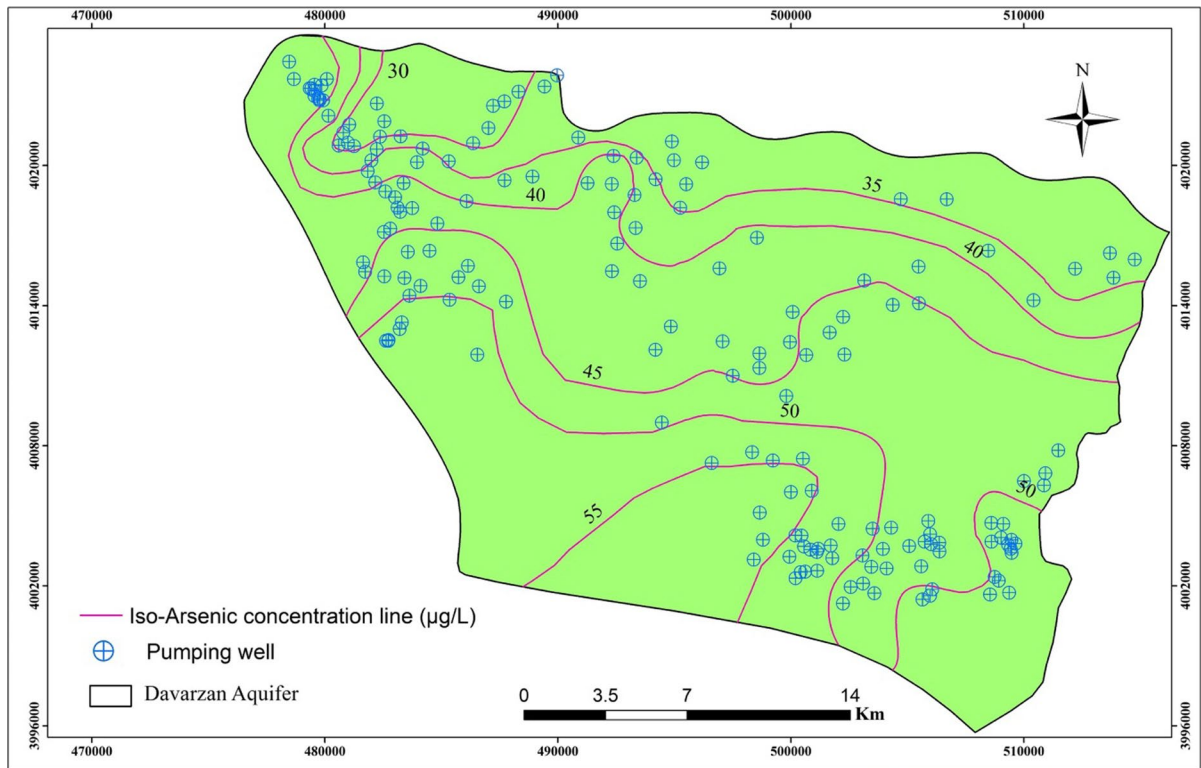 470000 480000 490000 500000 510000
30
N
4020000 4020000
35
40
40
4014000 4014000
45
50
4008000 4008000
50
55
4002000 4002000
Iso-Arsenic concentration line (µg/L)
Pumping well
Davarzan Aquifer
0 3.5 7 14
Km
3996000 3996000
470000 480000 490000 500000 510000